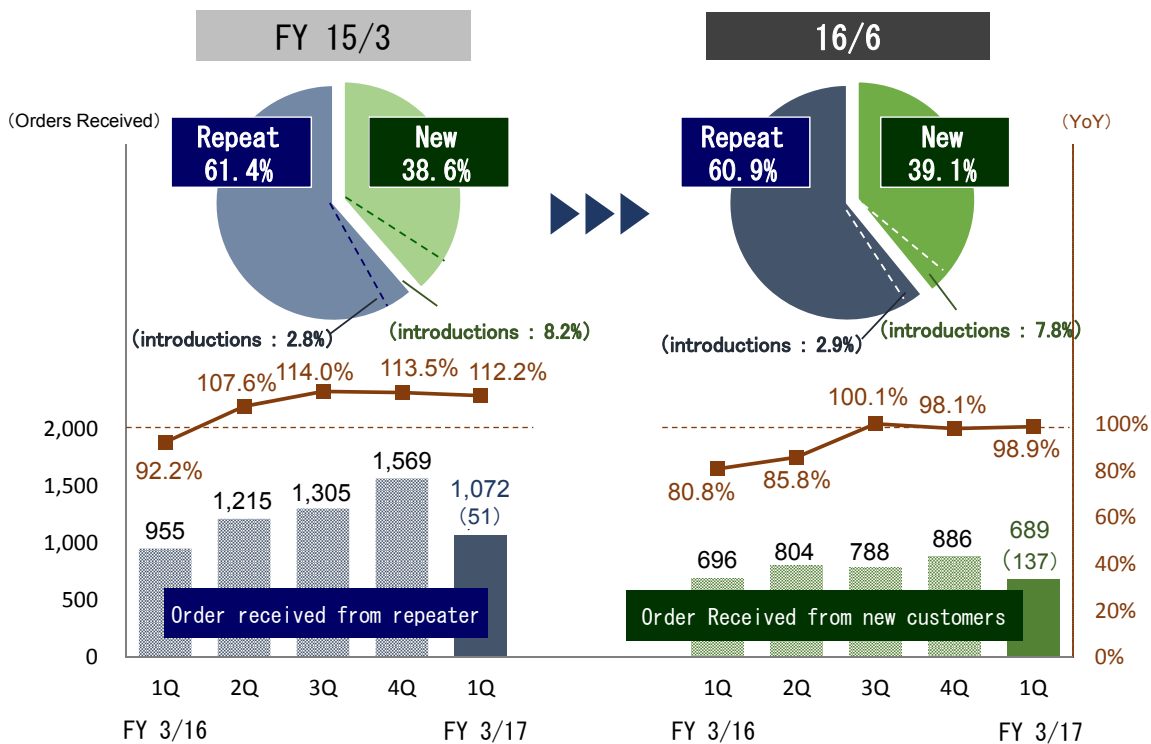 FY 15/3
16/6
(Orders Received)
(YoY)
Repeat
61.4%
New
38.6%
Repeat
60.9%
New
39.1%
(introductions : 2.8%)
(introductions : 8.2%)
(introductions : 2.9%)
(introductions : 7.8%)
92.2%
107.6%
114.0%
113.5%
112.2%
80.8%
85.8%
100.1%
98.1%
98.9%
2,000
1,500
1,000
500
0
100%
80%
60%
40%
20%
0%
955
1,215
1,305
1,569
1,072
(51)
696
804
788
886
689
(137)
Order received from repeater
Order Received from new customers
1Q
2Q
3Q
4Q
1Q
1Q
2Q
3Q
4Q
1Q
FY 3/16
FY 3/17
FY 3/16
FY 3/17